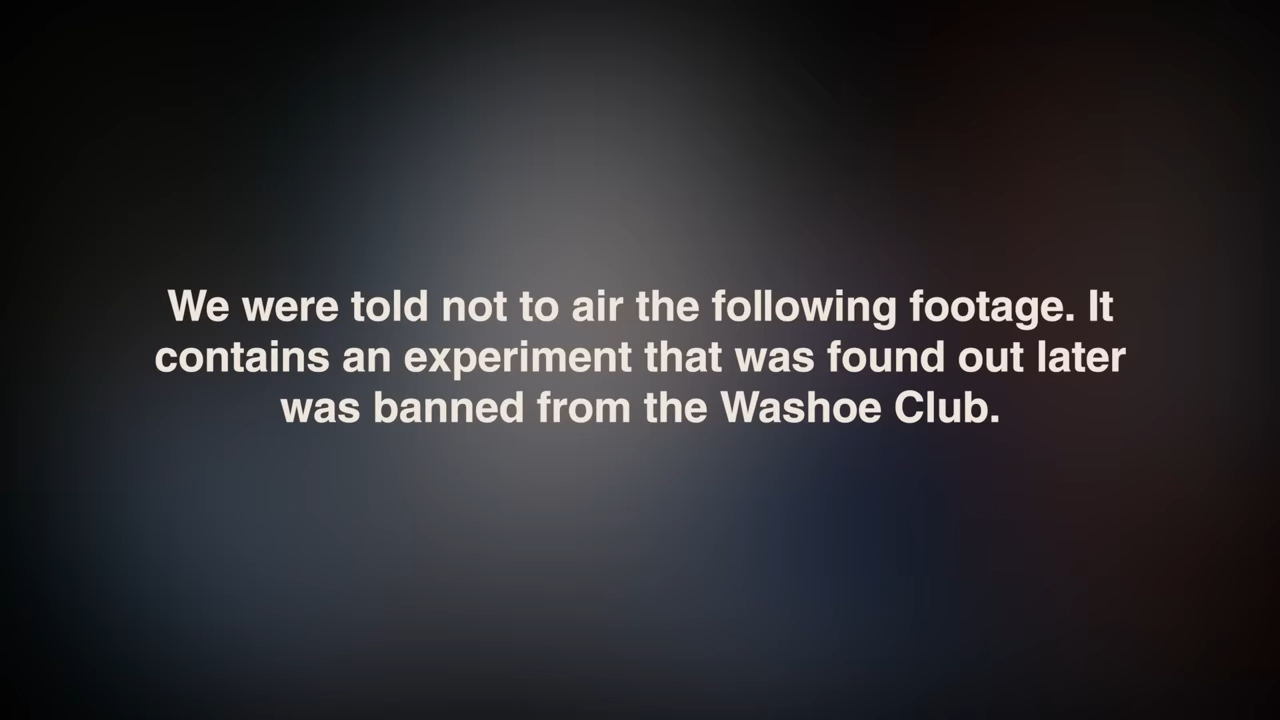 We were told not to air the following footage. It
contains an experiment that was found out later
was banned from the Washoe Club.